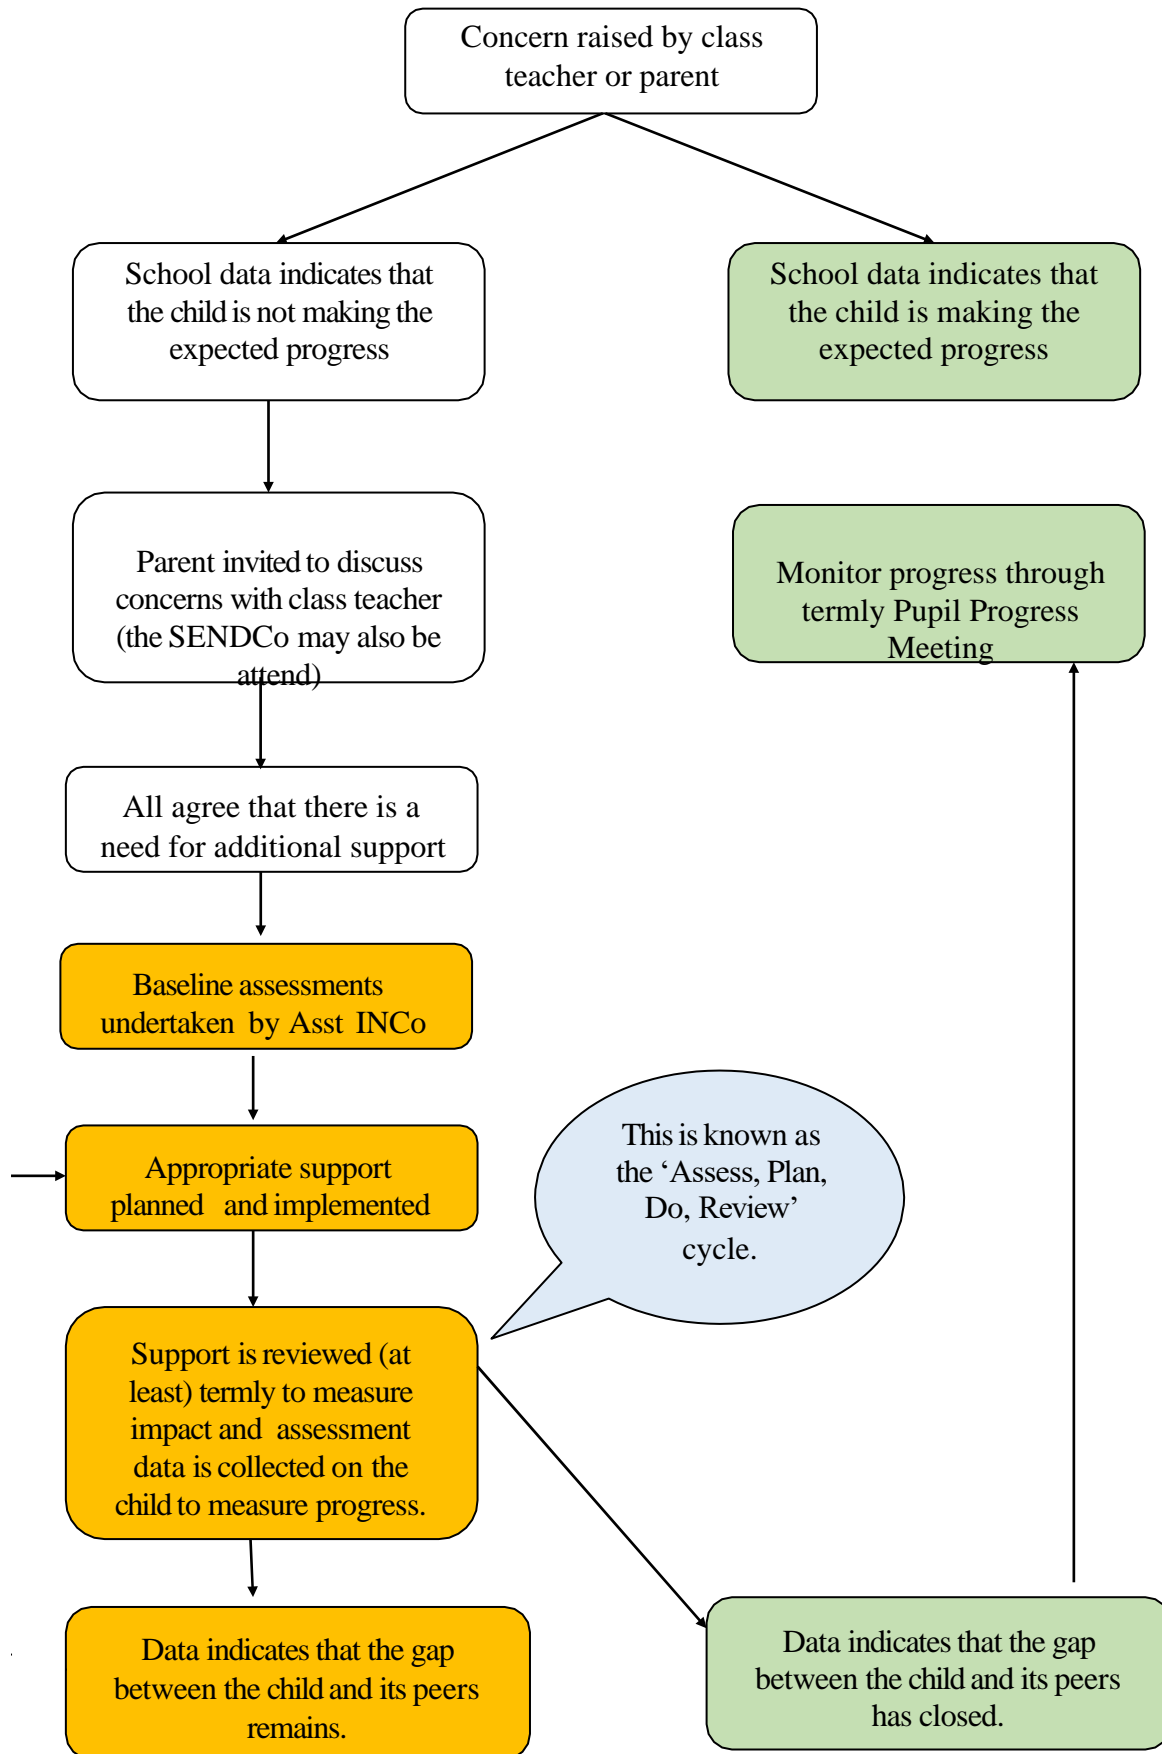 Concern raised by class
teacher or parent
School data indicates that
the child is not making the
expected progress
School data indicates that
the child is making the
expected progress
Parent invited to discuss
concerns with class teacher
(the SENDCo may also be
attend)
Monitor progress through
termly Pupil Progress
Meeting
All agree that there is a
need for additional support
Baseline assessments
undertaken by Asst INCo
Appropriate support
planned and implemented
This is known as
the ‘Assess, Plan,
Do, Review’
cycle.
Support is reviewed (at
least) termly to measure
impact and assessment
data is collected on the
child to measure progress.
Data indicates that the gap
between the child and its peers
remains.
Data indicates that the gap
between the child and its peers
has closed.